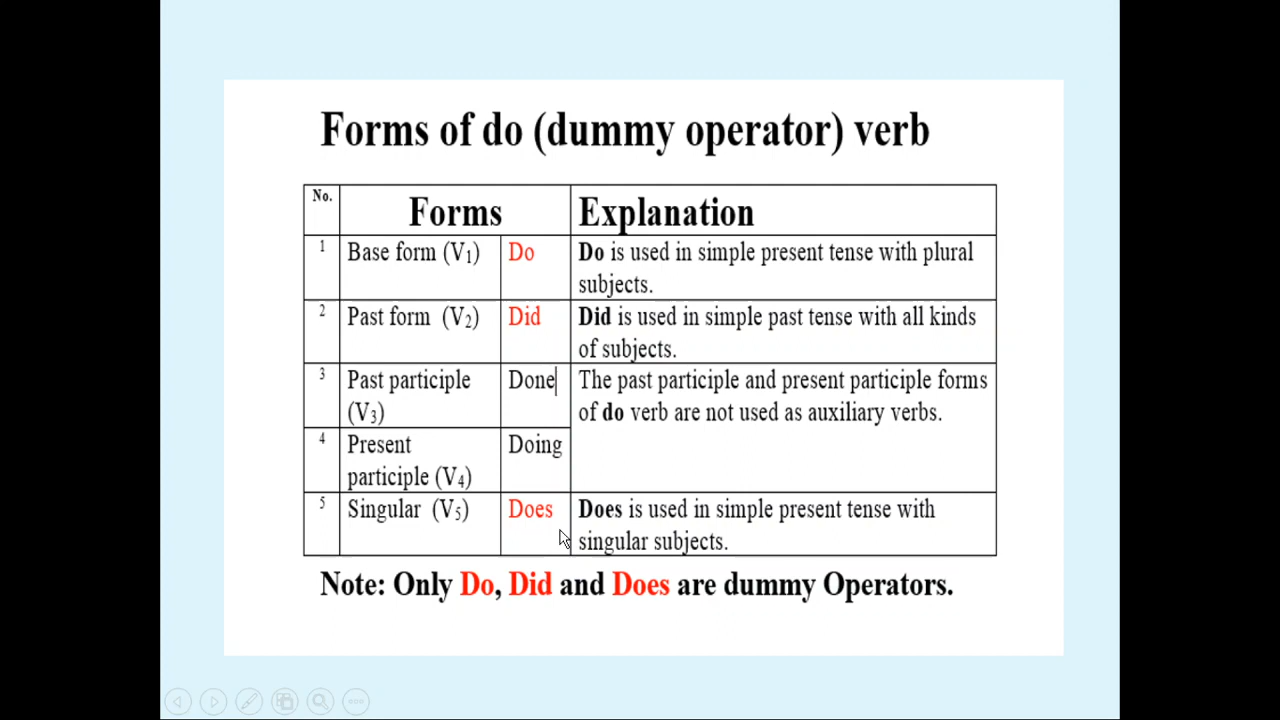 Forms of do (dummy operator) verb
No. Forms Explanation
1 Base form (V₁) Do Do is used in simple present tense with plural
subjects.
2 Past form (V₂) Did Did is used in simple past tense with all kinds
of subjects.
3 Past participle Done The past participle and present participle forms
(V₃) of do verb are not used as auxiliary verbs.
4 Present Doing
participle (V₄)
5 Singular (V₅) Does Does is used in simple present tense with
singular subjects.
Note: Only Do, Did and Does are dummy Operators.